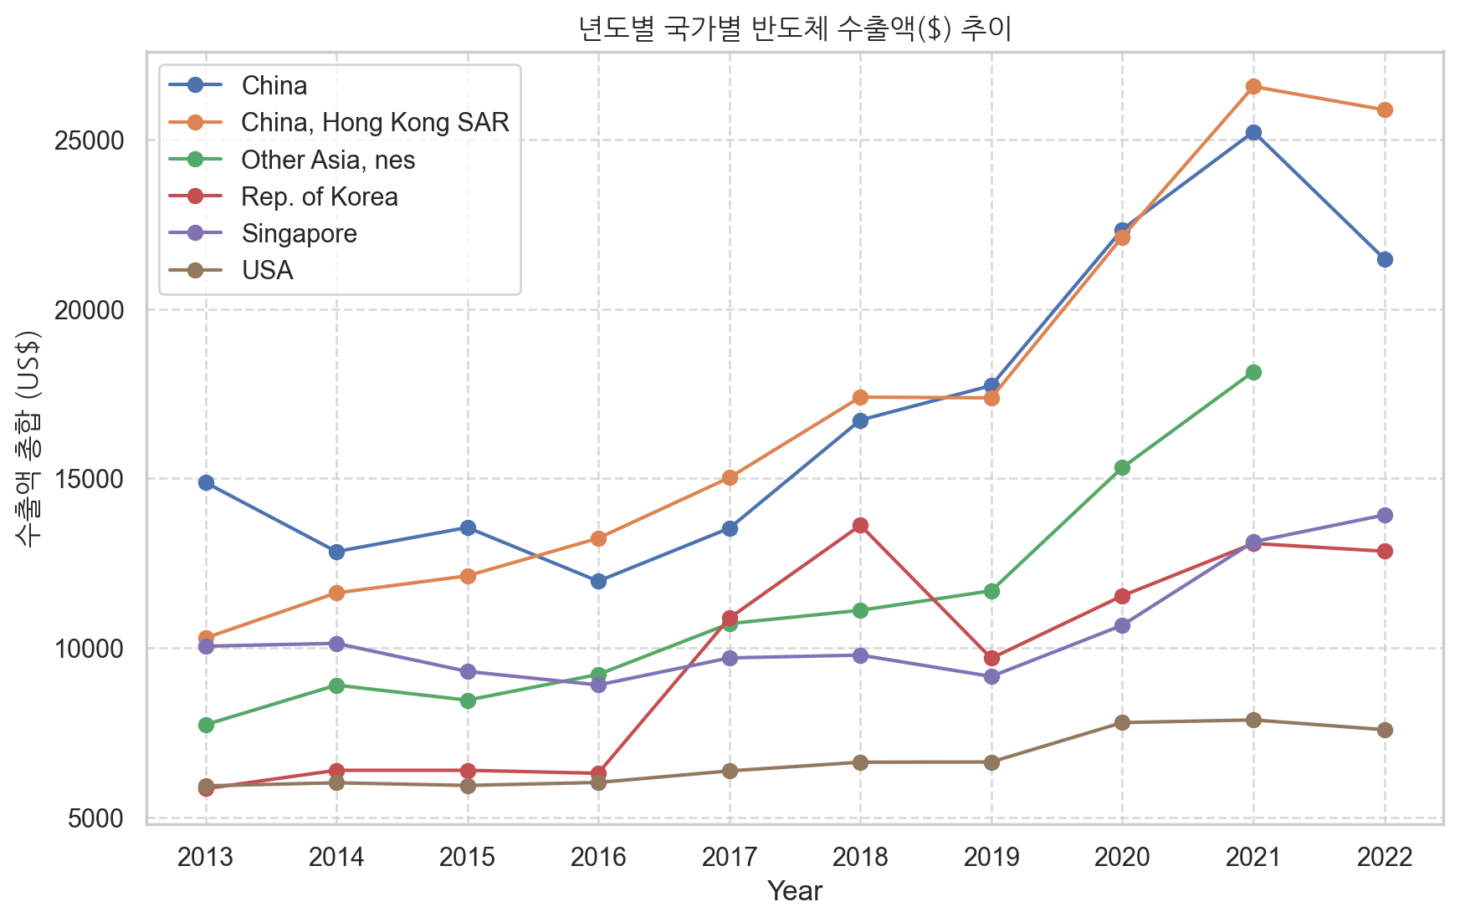 년도별 국가별 반도체 수출액($) 추이
China
China, Hong Kong SAR
Other Asia, nes
Rep. of Korea
Singapore
USA
수출액 총합 (US$)
25000
20000
15000
10000
5000
2013 2014 2015 2016 2017 2018 2019 2020 2021 2022
Year